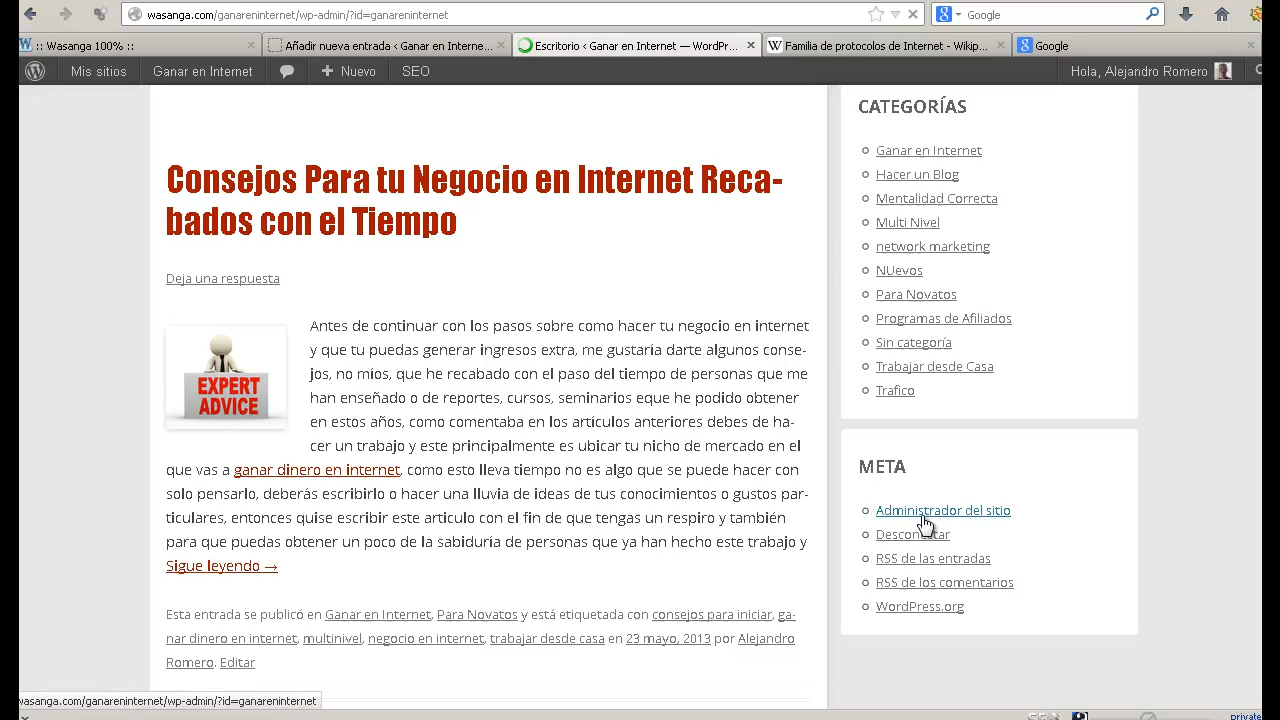 wasanga.com/ganareninternet/wp-admin/?id=ganareninternet
Google
:: Wasanga 100% ::
Añadir nueva entrada ‹ Ganar en Interne...
Escritorio ‹ Ganar en Internet — WordPr...
Familia de protocolos de Internet - Wikip...
Google
Mis sitios
Ganar en Internet
Nuevo
SEO
Hola, Alejandro Romero
Consejos Para tu Negocio en Internet Reca-
bados con el Tiempo
Deja una respuesta
EXPERT
ADVICE
Antes de continuar con los pasos sobre como hacer tu negocio en internet
y que tu puedas generar ingresos extra, me gustaría darte algunos conse-
jos, no míos, que he recabado con el paso del tiempo de personas que me
han enseñado o de reportes, cursos, seminarios eque he podido obtener
en estos años, como comentaba en los artículos anteriores debes de ha-
cer un trabajo y este principalmente es ubicar tu nicho de mercado en el
que vas a ganar dinero en internet, como esto lleva tiempo no es algo que se puede hacer con
solo pensarlo, deberás escribirlo o hacer una lluvia de ideas de tus conocimientos o gustos par-
ticulares, entonces quise escribir este articulo con el fin de que tengas un respiro y también
para que puedas obtener un poco de la sabiduría de personas que ya han hecho este trabajo y
Sigue leyendo →
Esta entrada se publicó en Ganar en Internet, Para Novatos y está etiquetada con consejos para iniciar, ga-
nar dinero en internet, multinivel, negocio en internet, trabajar desde casa en 23 mayo, 2013 por Alejandro
Romero. Editar
CATEGORÍAS
Ganar en Internet
Hacer un Blog
Mentalidad Correcta
Multi Nivel
network marketing
NUevos
Para Novatos
Programas de Afiliados
Sin categoría
Trabajar desde Casa
Trafico
META
Administrador del sitio
Desconectar
RSS de las entradas
RSS de los comentarios
WordPress.org
wasanga.com/ganareninternet/wp-admin/?id=ganareninternet